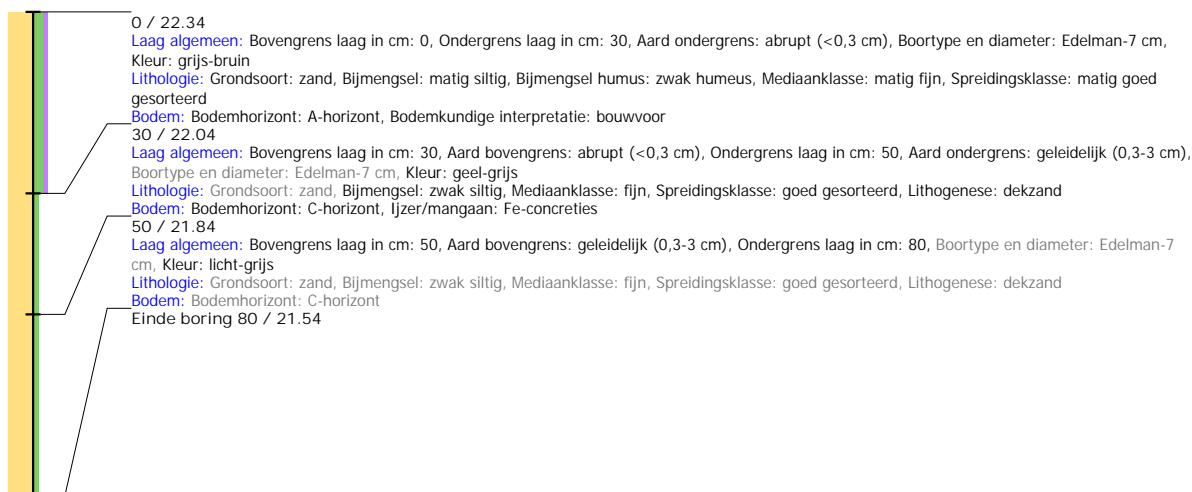 0 / 22.34
Laag algemeen: Bovengrens laag in cm: 0, Ondergrens laag in cm: 30, Aard ondergrens: abrupt (<0,3 cm), Boortype en diameter: Edelman-7 cm,
Kleur: grijs-bruin
Lithologie: Grondsoort: zand, Bijmengsel: matig siltig, Bijmengsel humus: zwak humeus, Mediaanklasse: matig fijn, Spreidingsklasse: matig goed
gesorteerd
Bodem: Bodemhorizont: A-horizont, Bodemkundige interpretatie: bouwvoor
30 / 22.04
Laag algemeen: Bovengrens laag in cm: 30, Aard bovengrens: abrupt (<0,3 cm), Ondergrens laag in cm: 50, Aard ondergrens: geleidelijk (0,3-3 cm),
Boortype en diameter: Edelman-7 cm, Kleur: geel-grijs
Lithologie: Grondsoort: zand, Bijmengsel: zwak siltig, Mediaanklasse: fijn, Spreidingsklasse: goed gesorteerd, Lithogenese: dekzand
Bodem: Bodemhorizont: C-horizont, Ijzer/mangaan: Fe-concreties
50 / 21.84
Laag algemeen: Bovengrens laag in cm: 50, Aard bovengrens: geleidelijk (0,3-3 cm), Ondergrens laag in cm: 80, Boortype en diameter: Edelman-7
cm, Kleur: licht-grijs
Lithologie: Grondsoort: zand, Bijmengsel: zwak siltig, Mediaanklasse: fijn, Spreidingsklasse: goed gesorteerd, Lithogenese: dekzand
Bodem: Bodemhorizont: C-horizont
Einde boring 80 / 21.54